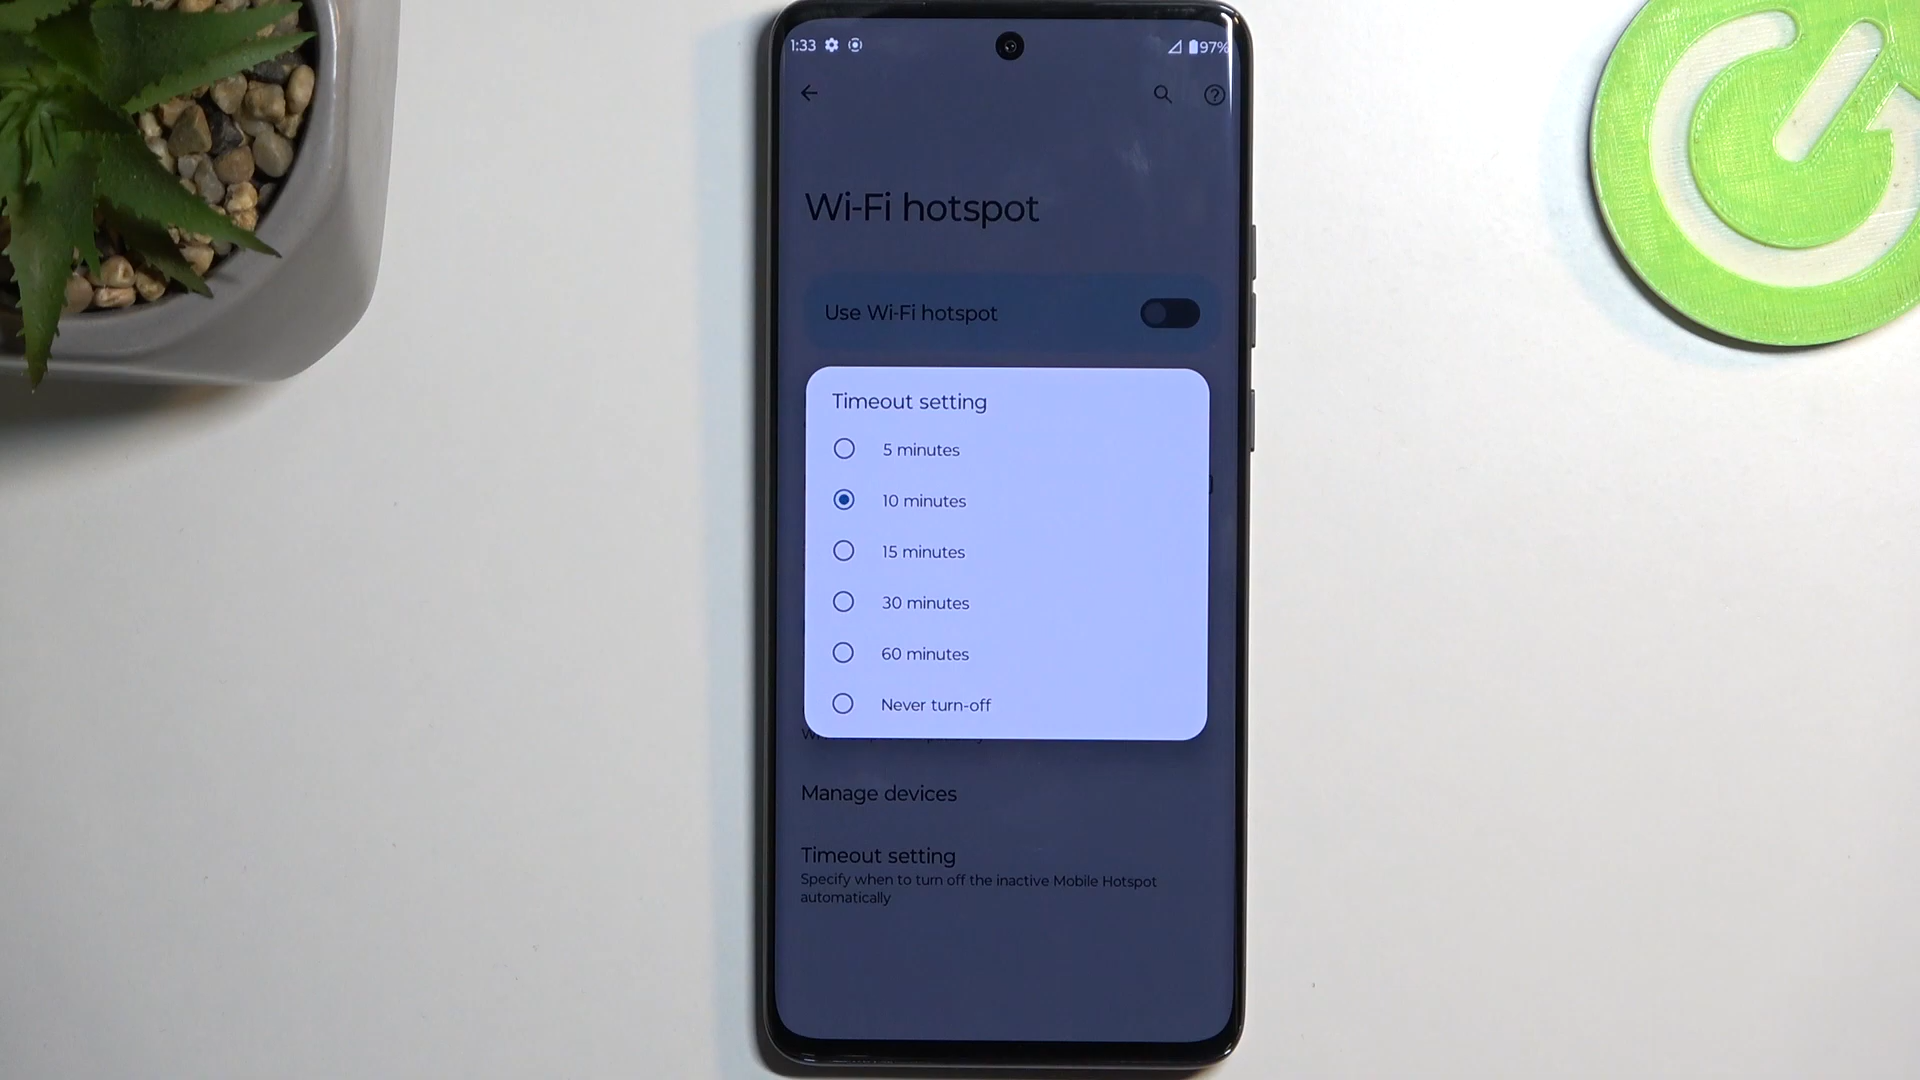 1:33
97%
Wi-Fi hotspot
Use Wi-Fi hotspot
Timeout setting
5 minutes
10 minutes
15 minutes
30 minutes
60 minutes
Never turn-off
Manage devices
Timeout setting
Specify when to turn off the inactive Mobile Hotspot
automatically